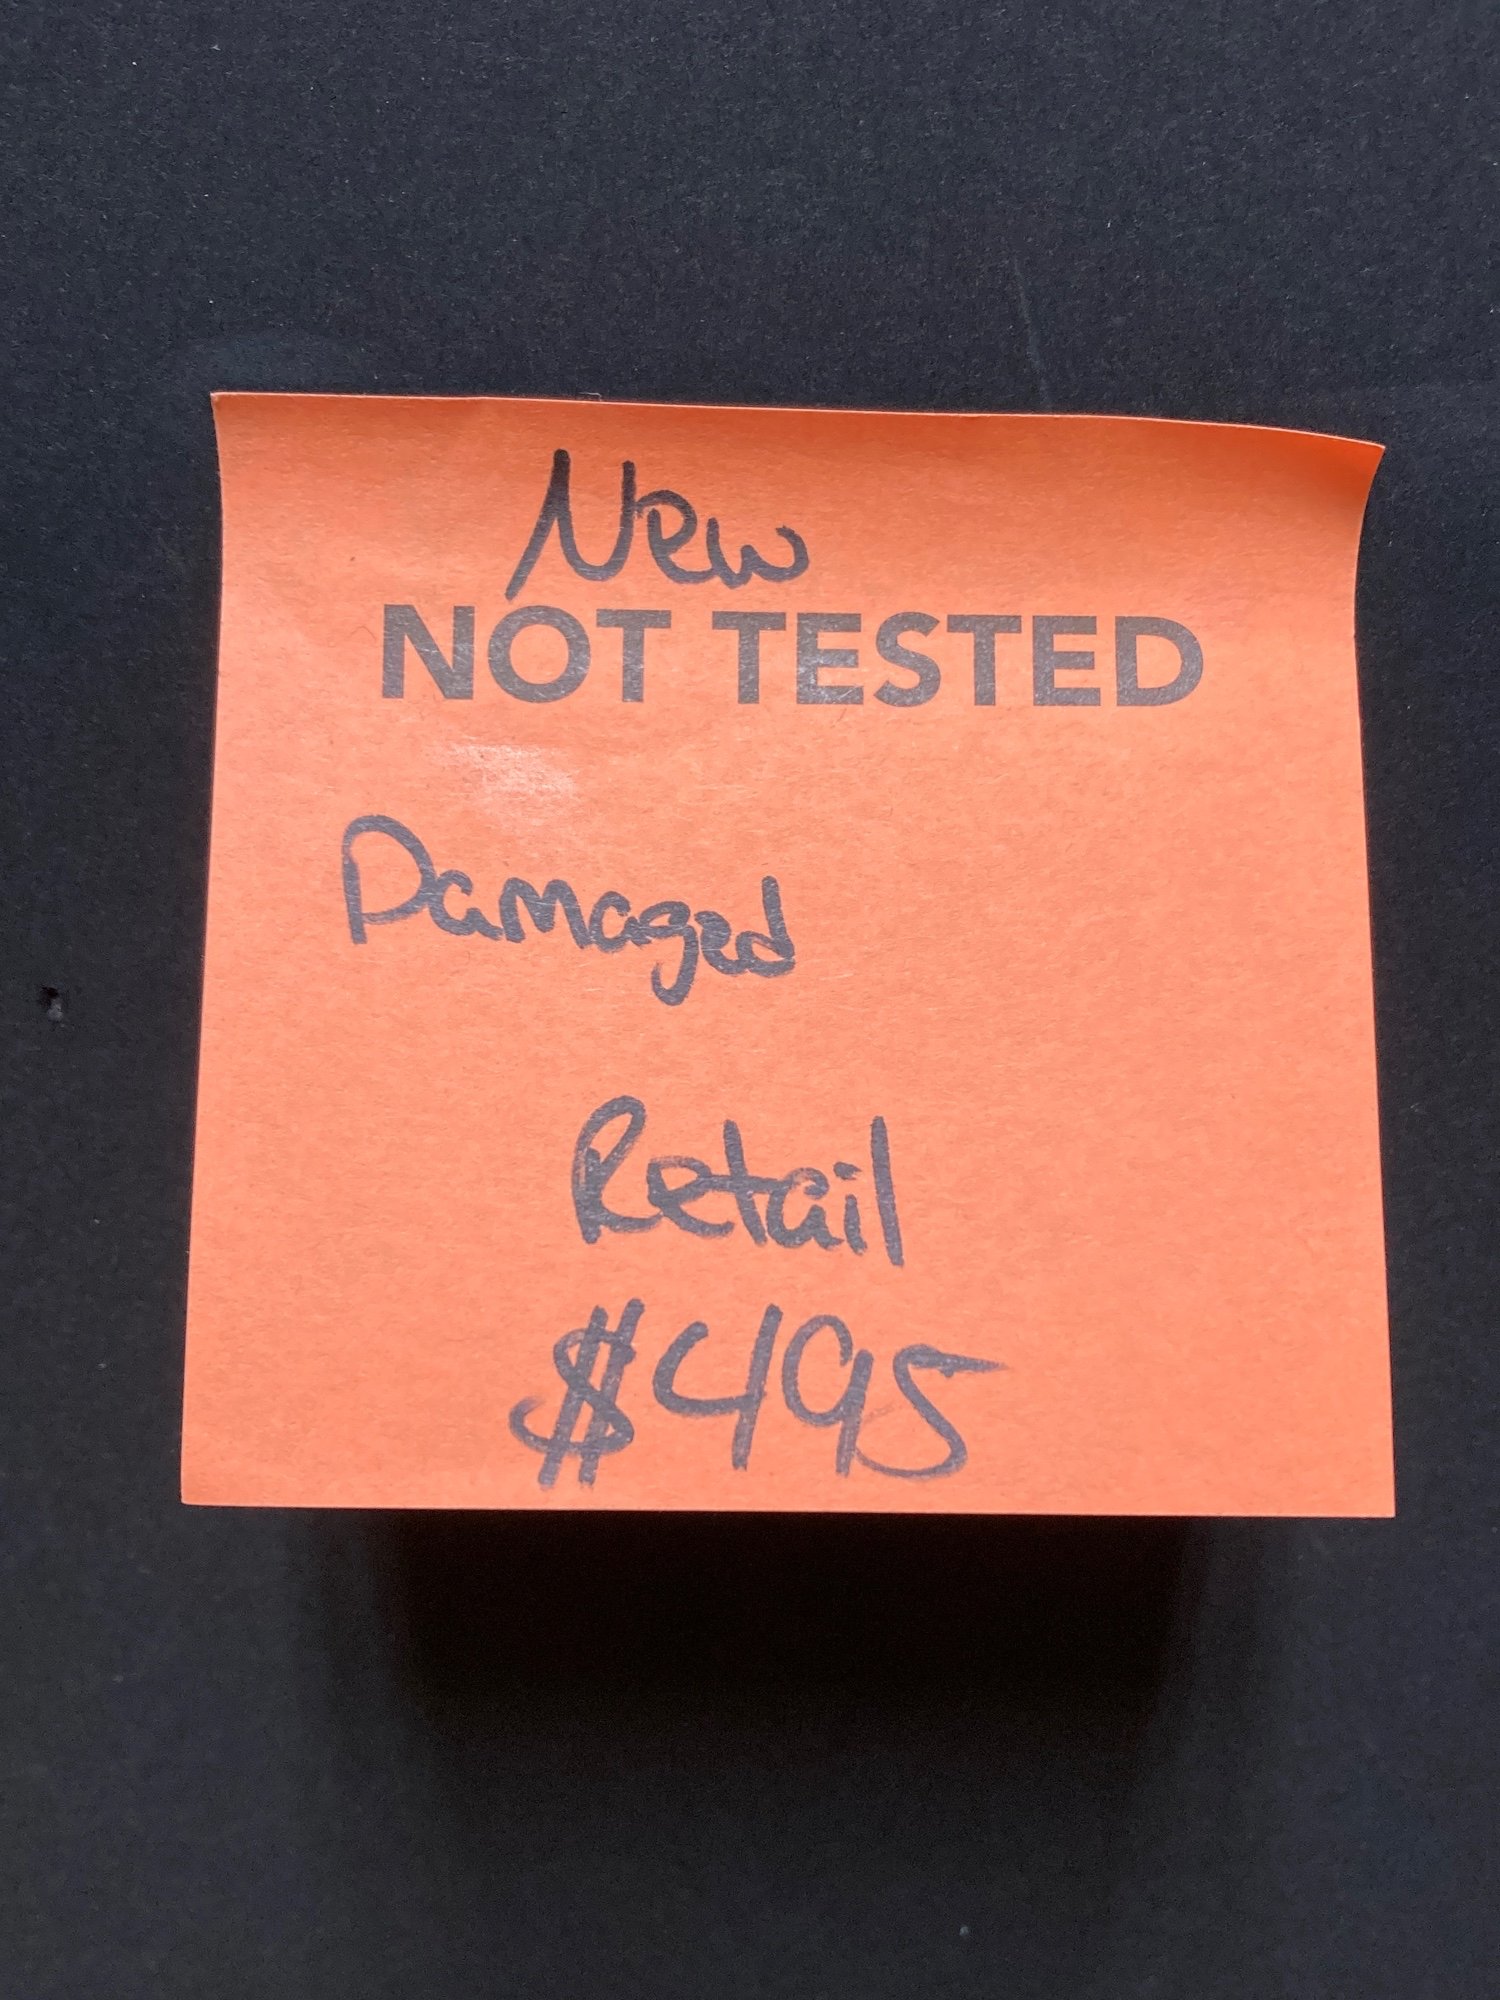 New
NOT TESTED
Damaged
Retail
$495